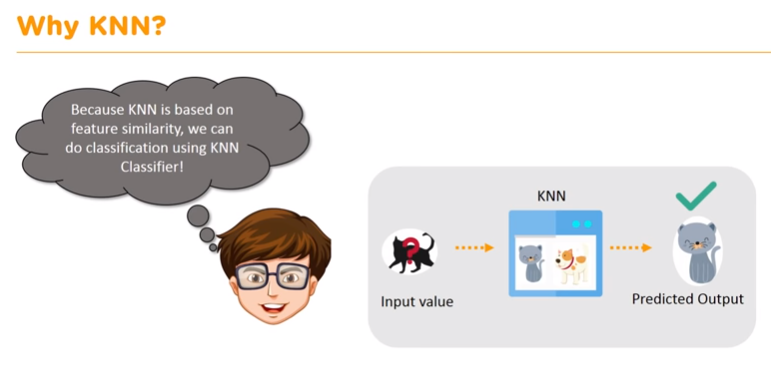 Why KNN?
Because KNN is based on
feature similarity, we can
do classification using KNN
Classifier!
KNN
?
Input value
Predicted Output